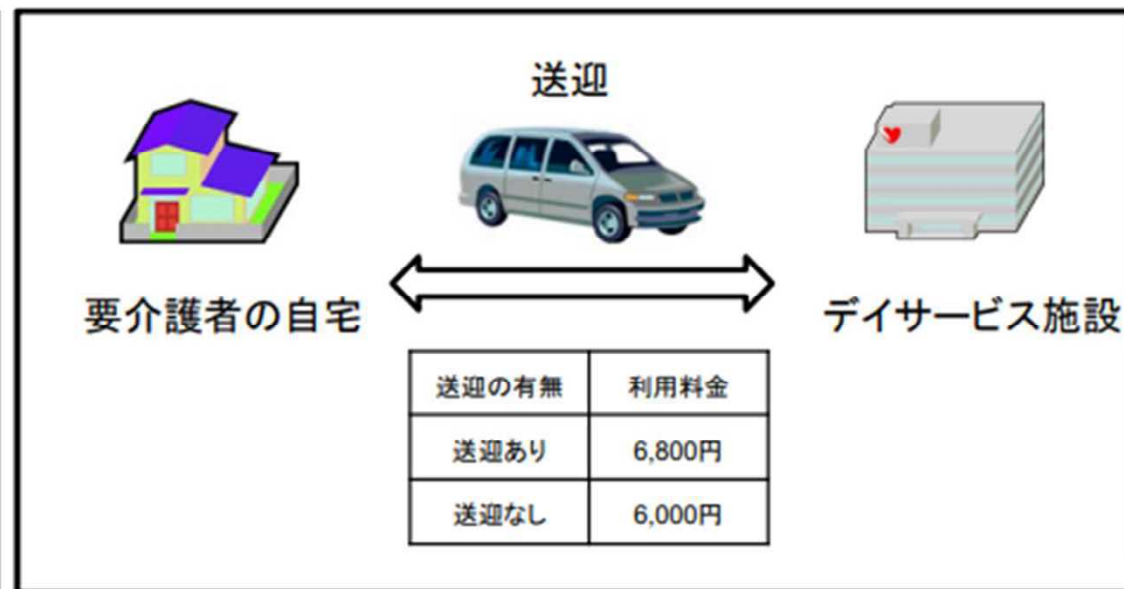 送迎
要介護者の自宅
デイサービス施設
送迎の有無 利用料金
送迎あり 6,800円
送迎なし 6,000円